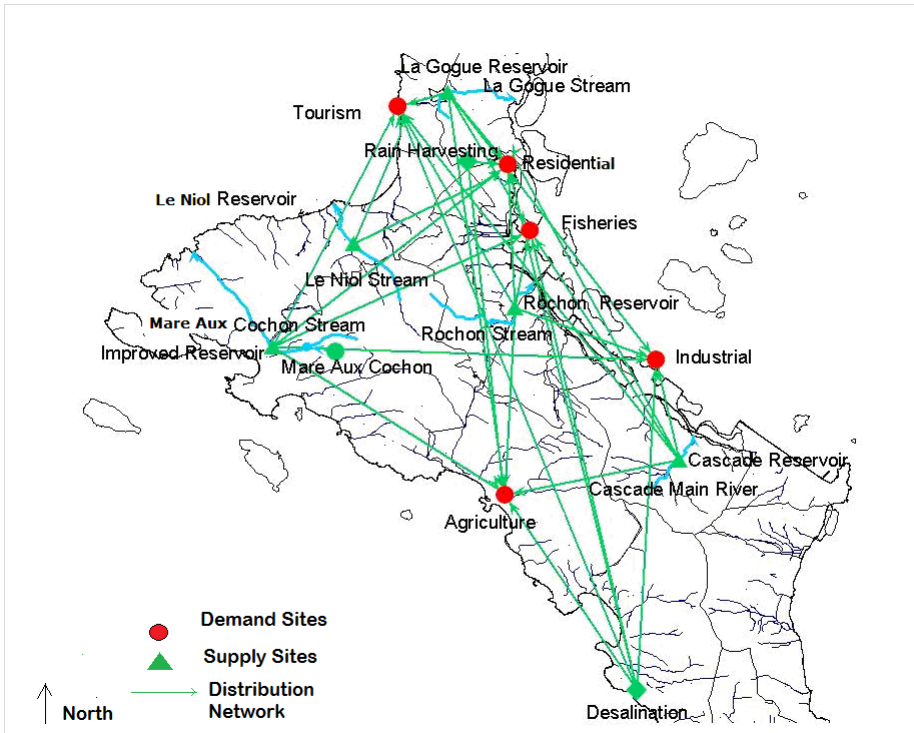 La Gogue Reservoir
La Gogue Stream
Tourism
Rain Harvesting
Residential
Le Niol Reservoir
Fisheries
Le Niol Stream
Rochon Reservoir
Mare Aux Cochon Stream
Rochon Stream
Improved Reservoir
Industrial
Mare Aux Cochon
Cascade Reservoir
Cascade Main River
Agriculture
Demand Sites
Supply Sites
Distribution
Network
North
Desalination